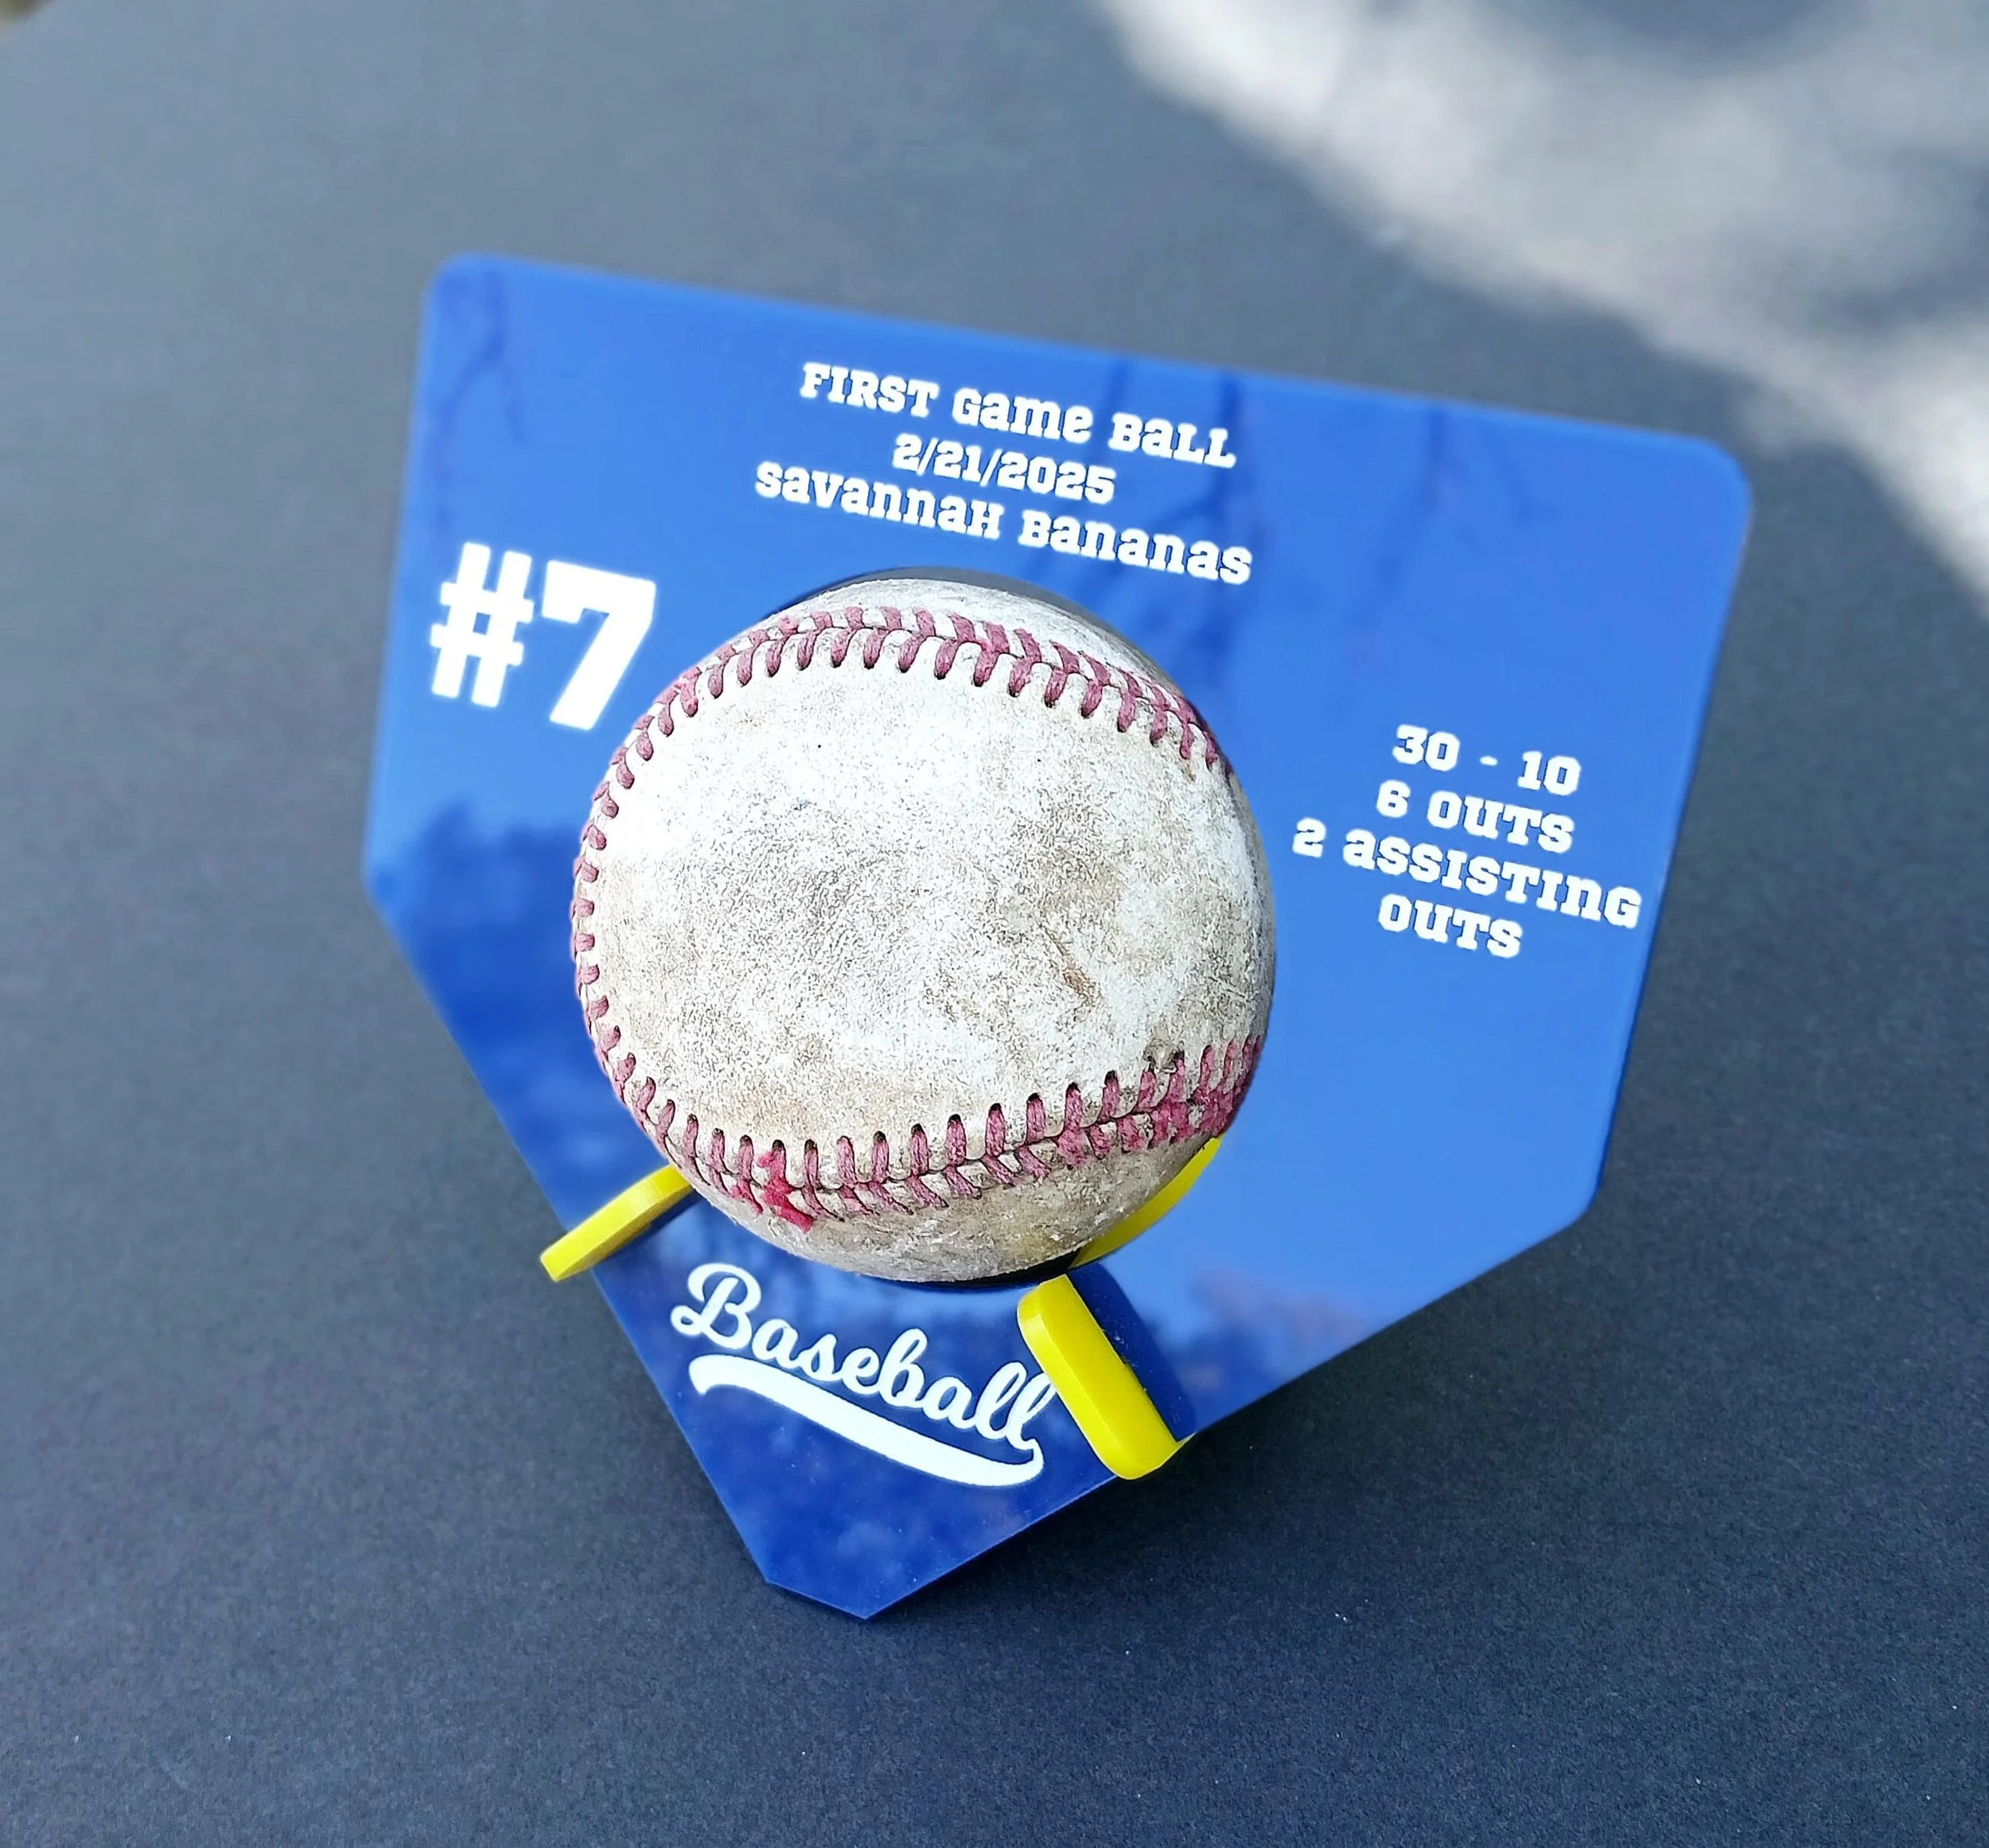 FIRST Game BaLL
2/21/2025
savannaH Bananas
#7
30 - 10
6 OUTS
2 aSSISTING
OUTS
Baseball